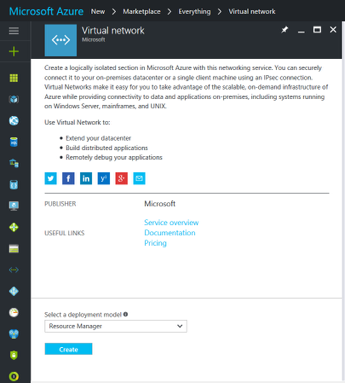 Microsoft Azure New > Marketplace > Everything > Virtual network
Virtual network
Microsoft
Create a logically isolated section in Microsoft Azure with this networking service. You can securely
connect it to your on-premises datacenter or a single client machine using an IPsec connection.
Virtual Networks make it easy for you to take advantage of the scalable, on-demand infrastructure of
Azure while providing connectivity to data and applications on-premises, including systems running
on Windows Server, mainframes, and UNIX.
Use Virtual Network to:
• Extend your datacenter
• Build distributed applications
• Remotely debug your applications
PUBLISHER Microsoft
Service overview
USEFUL LINKS Documentation
Pricing
Select a deployment model
Resource Manager
Create